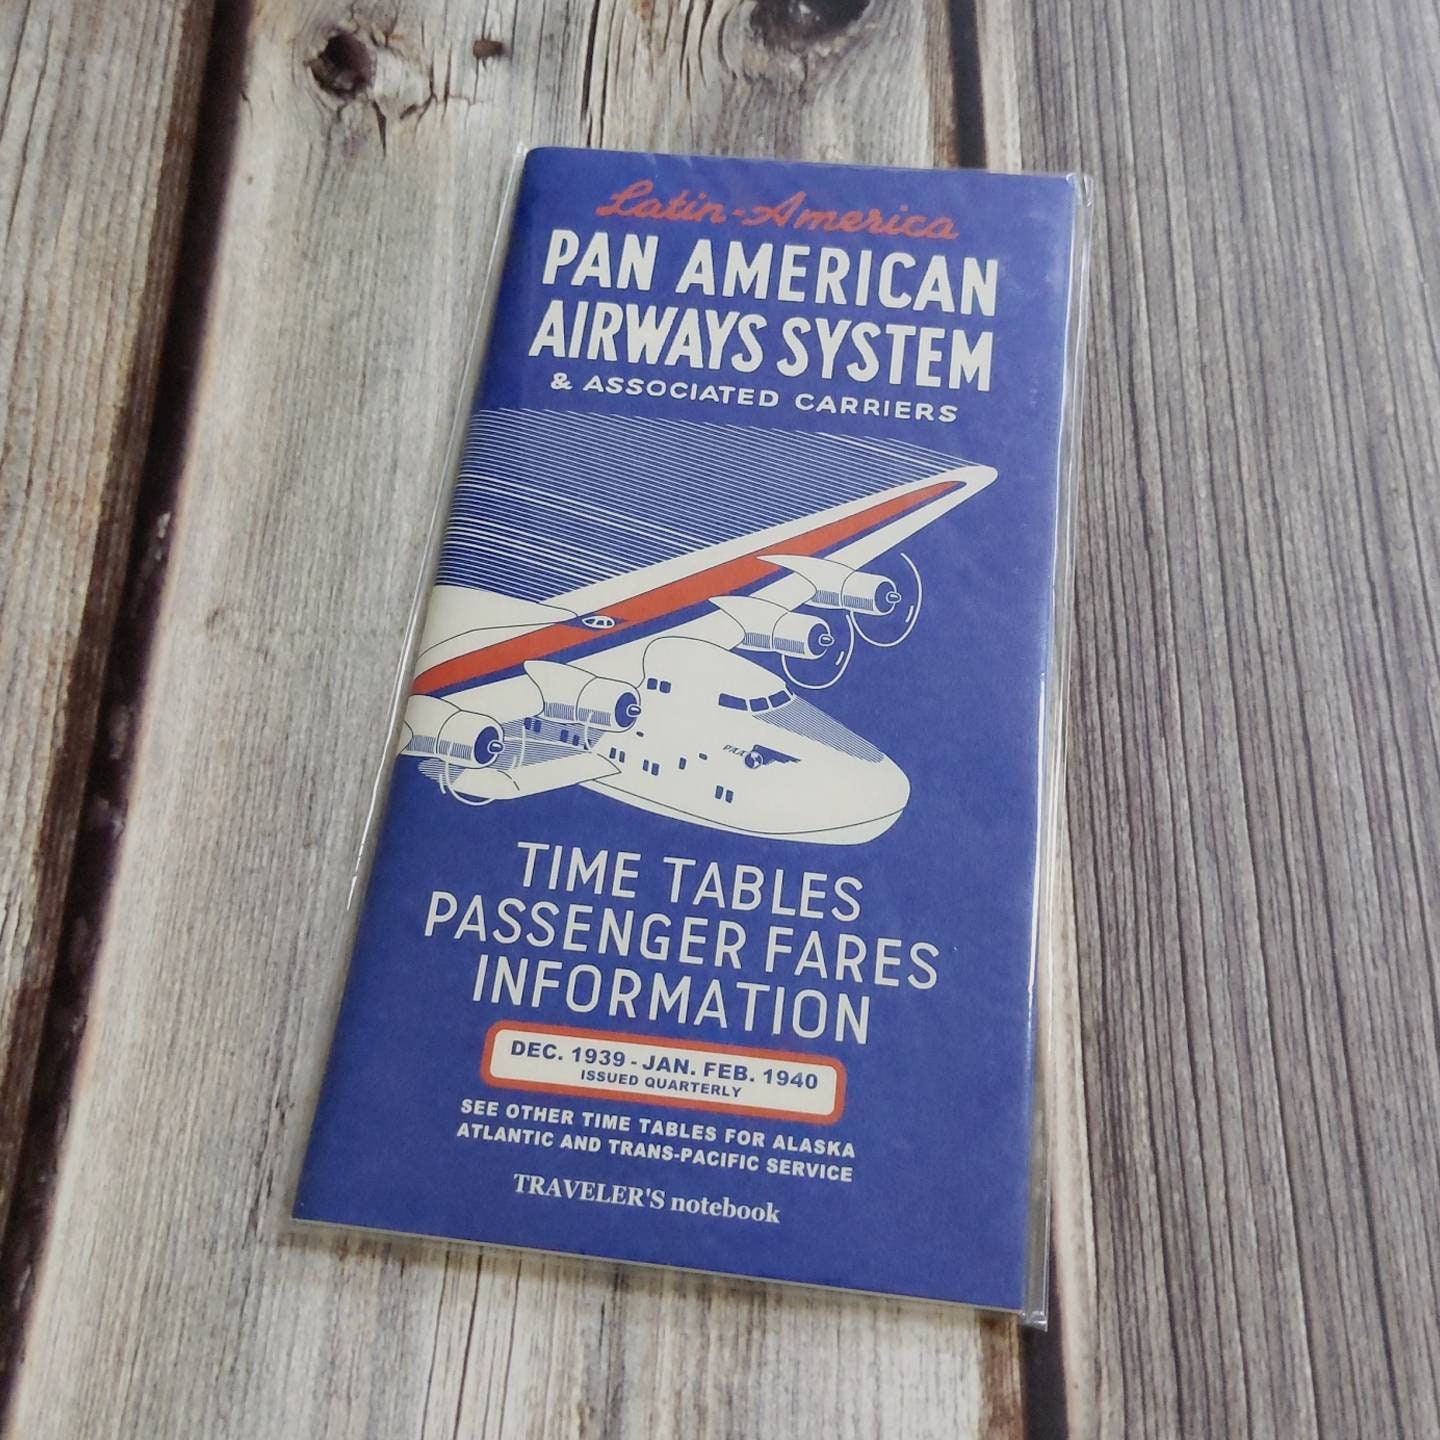 Latin-America
PAN AMERICAN
AIRWAYS SYSTEM
& ASSOCIATED CARRIERS
PAA
TIME TABLES
PASSENGER FARES
INFORMATION
DEC. 1939 - JAN. FEB. 1940
ISSUED QUARTERLY
SEE OTHER TIME TABLES FOR ALASKA
ATLANTIC AND TRANS-PACIFIC SERVICE
TRAVELER'S notebook